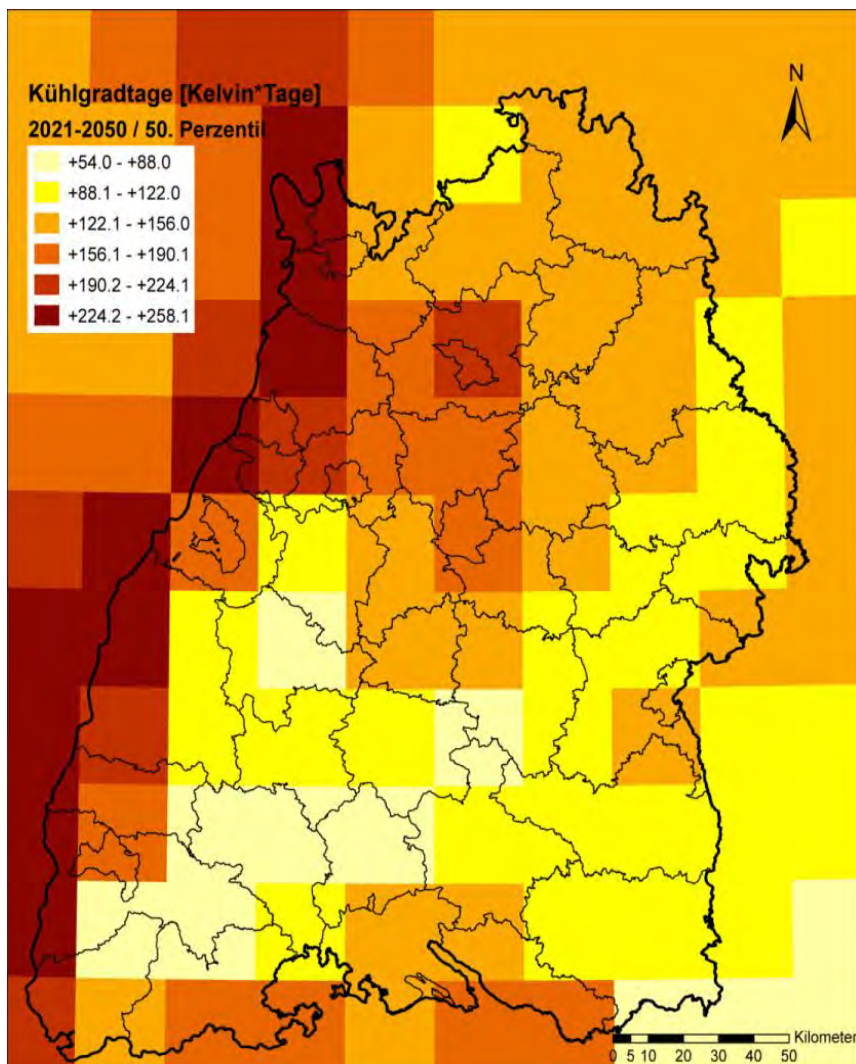 Kühlgradtage [Kelvin*Tage]
2021-2050 / 50. Perzentil
+54.0 - +88.0
+88.1 - +122.0
+122.1 - +156.0
+156.1 - +190.1
+190.2 - +224.1
+224.2 - +258.1
N
Kilometer
0 5 10 20 30 40 50